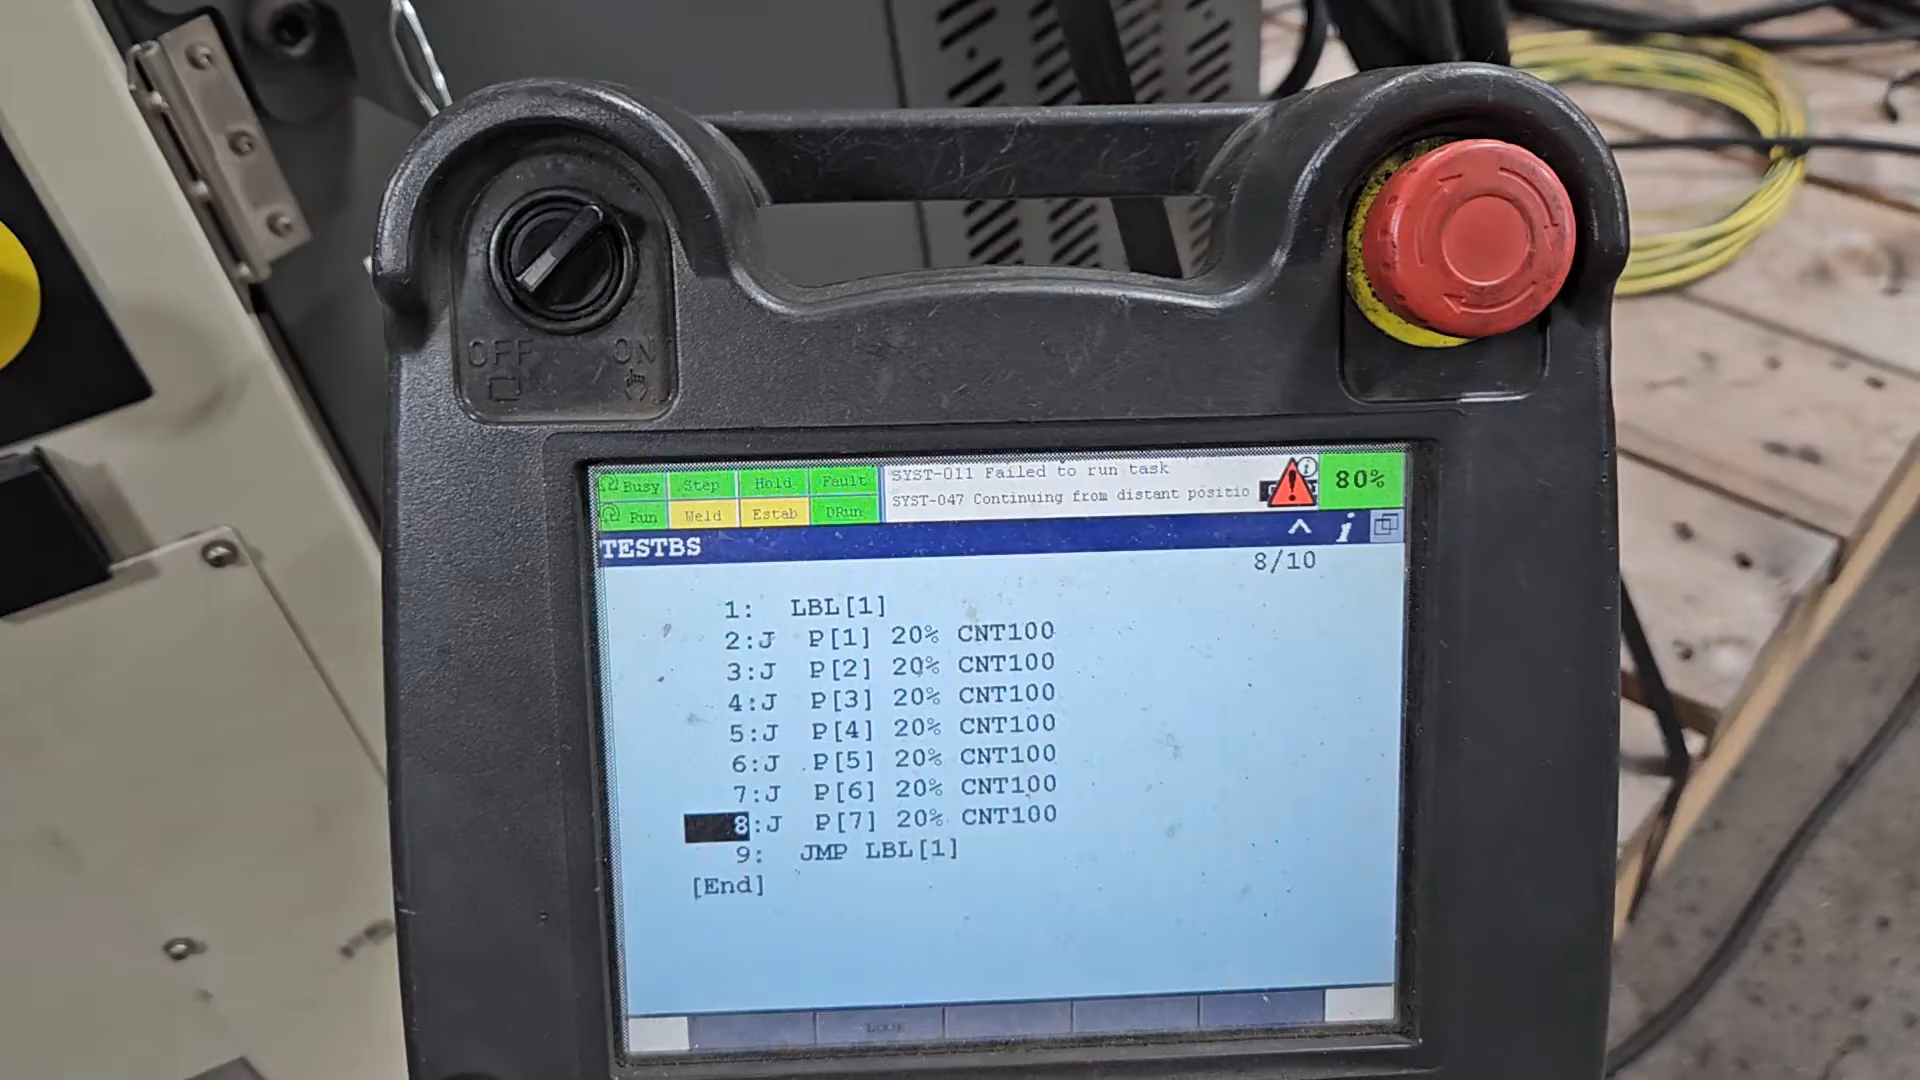 OFF ON
Busy Step Hold Fault
Run Weld Estab DRun
SYST-011 Failed to run task
SYST-047 Continuing from distant positio
80%
TESTBS
8/10
1: LBL[1]
2:J P[1] 20% CNT100
3:J P[2] 20% CNT100
4:J P[3] 20% CNT100
5:J P[4] 20% CNT100
6:J P[5] 20% CNT100
7:J P[6] 20% CNT100
8:J P[7] 20% CNT100
9: JMP LBL[1]
[End]